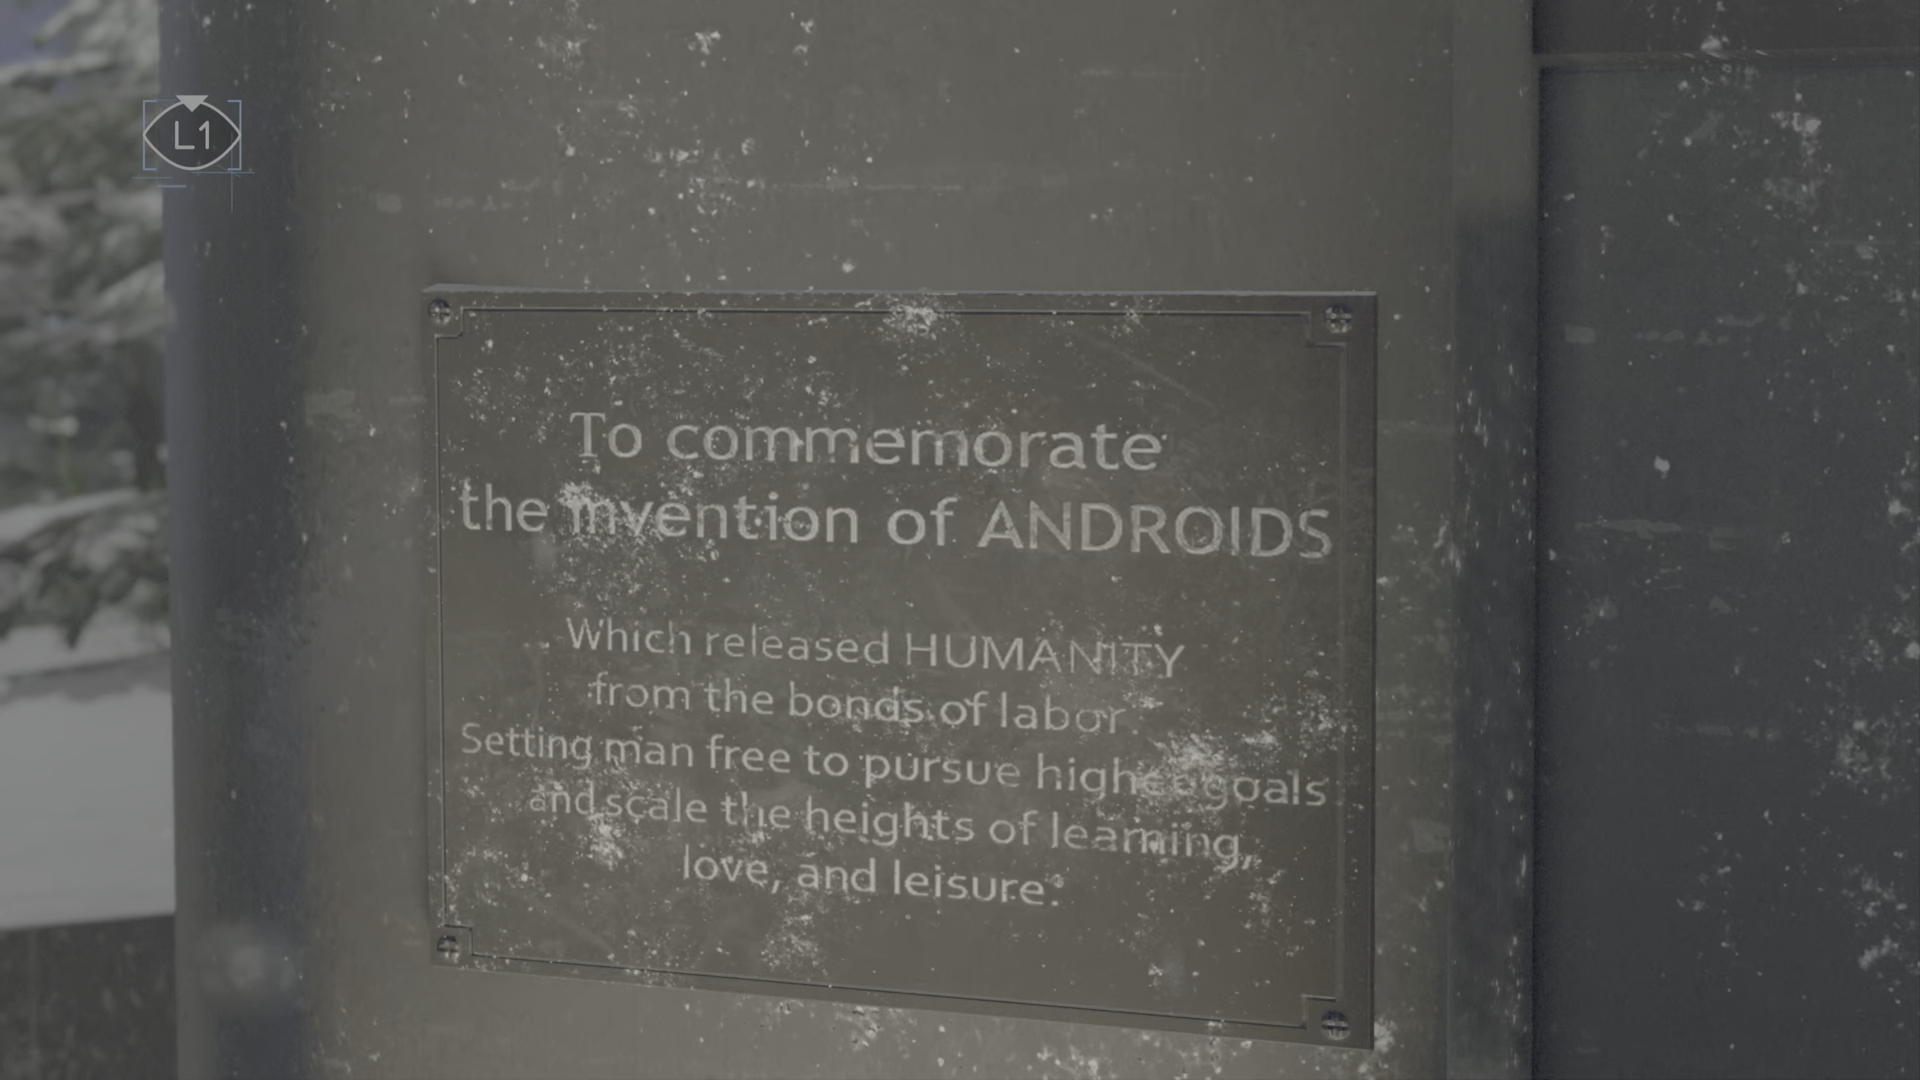 L1
To commemorate
the invention of ANDROIDS
Which released HUMANITY
from the bonds of labor.
Setting man free to pursue higher goals
and scale the heights of learning,
love, and leisure.